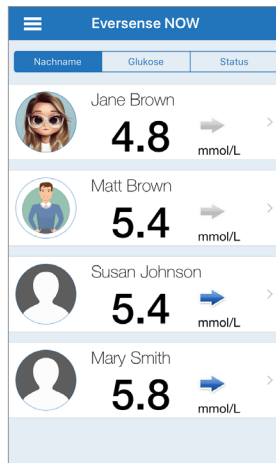 Eversense NOW
Nachname Glukose Status
Jane Brown
4.8
mmol/L
Matt Brown
5.4
mmol/L
Susan Johnson
5.4
mmol/L
Mary Smith
5.8
mmol/L